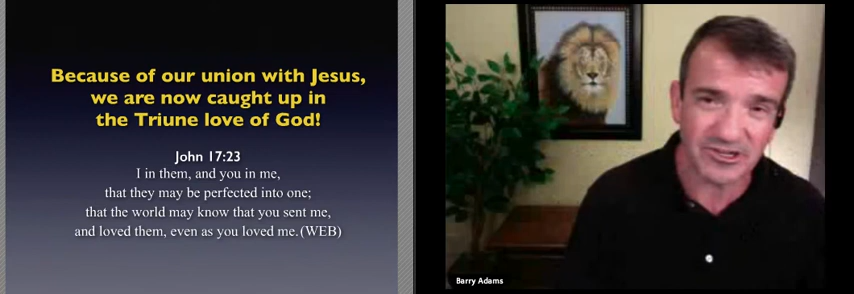 Because of our union with Jesus,
we are now caught up in
the Triune love of God!
John 17:23
I in them, and you in me,
that they may be perfected into one;
that the world may know that you sent me,
and loved them, even as you loved me.(WEB)
Barry Adams